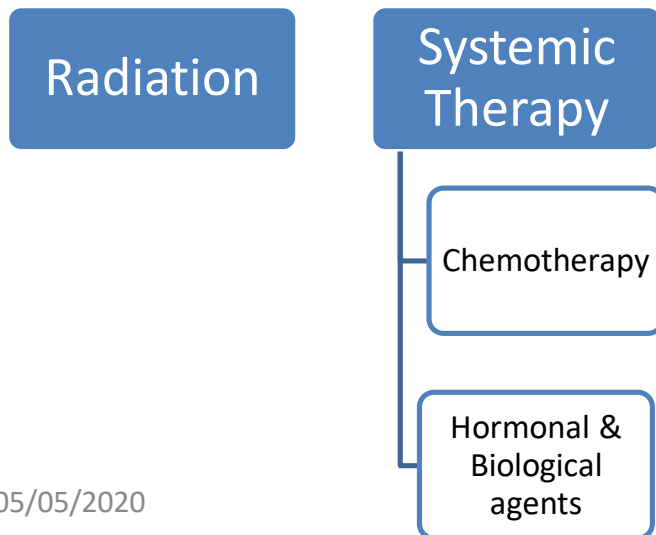 Radiation
Systemic
Therapy
Chemotherapy
Hormonal &
Biological
agents
05/05/2020